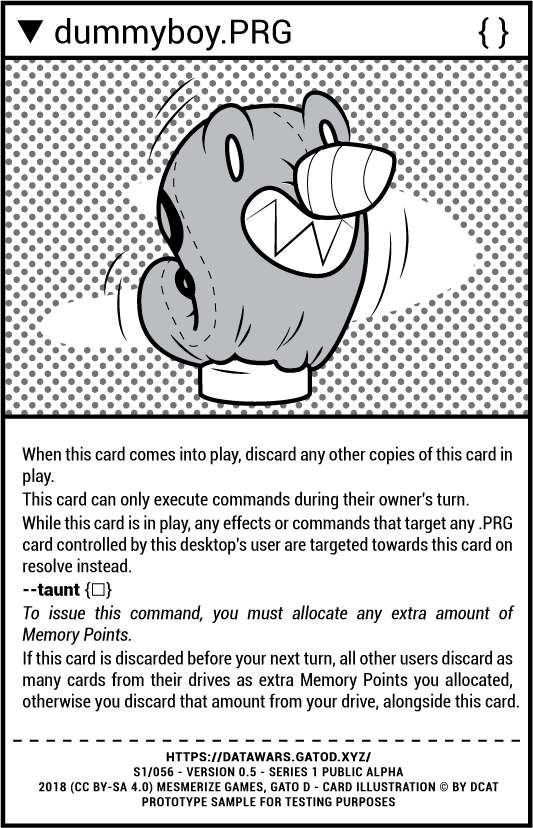 ▼ dummyboy.PRG { }
When this card comes into play, discard any other copies of this card in
play.
This card can only execute commands during their owner's turn.
While this card is in play, any effects or commands that target any .PRG
card controlled by this desktop's user are targeted towards this card on
resolve instead.
--taunt {☐}
To issue this command, you must allocate any extra amount of
Memory Points.
If this card is discarded before your next turn, all other users discard as
many cards from their drives as extra Memory Points you allocated,
otherwise you discard that amount from your drive, alongside this card.
HTTPS://DATAWARS.GATOD.XYZ/
S1/056 - VERSION 0.5 - SERIES 1 PUBLIC ALPHA
2018 (CC BY-SA 4.0) MESMERIZE GAMES, GATO D - CARD ILLUSTRATION © BY DCAT
PROTOTYPE SAMPLE FOR TESTING PURPOSES